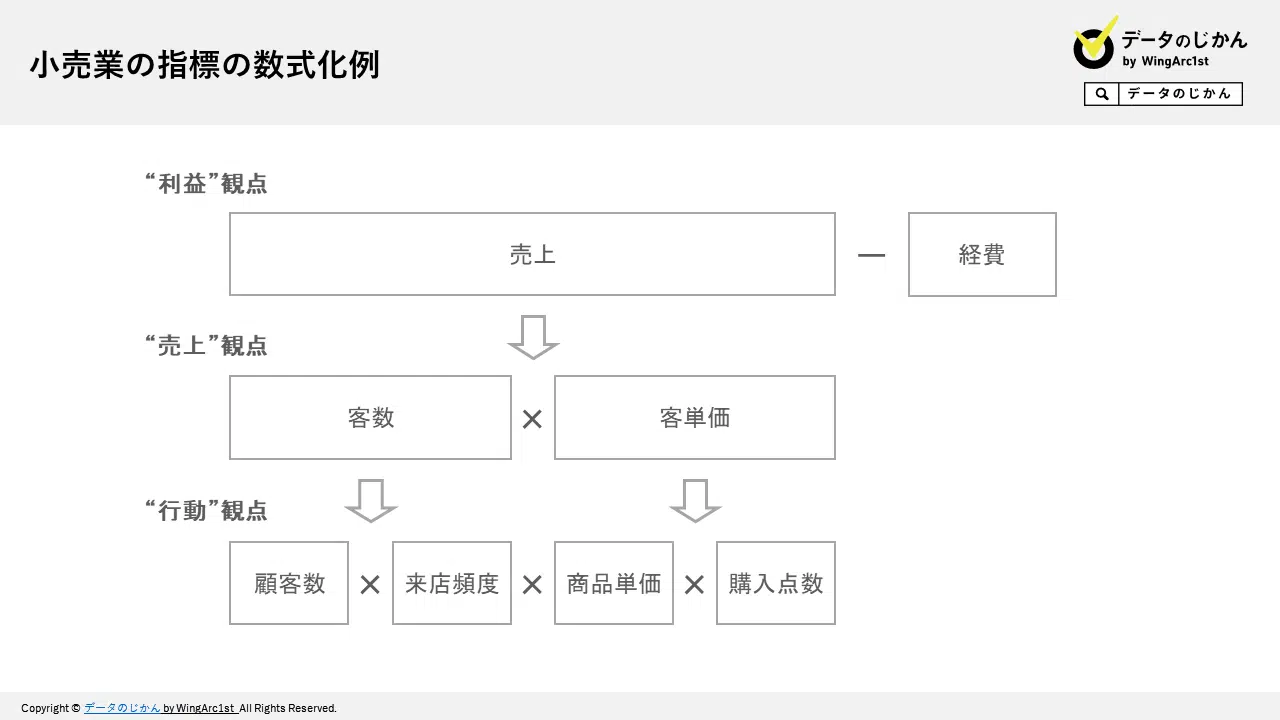 小売業の指標の数式化例
データのじかん
by WingArc1st
データのじかん
“利益”観点
売上 ― 経費
“売上”観点
客数 × 客単価
“行動”観点
顧客数 × 来店頻度 × 商品単価 × 購入点数
Copyright © データのじかん by WingArc1st All Rights Reserved.